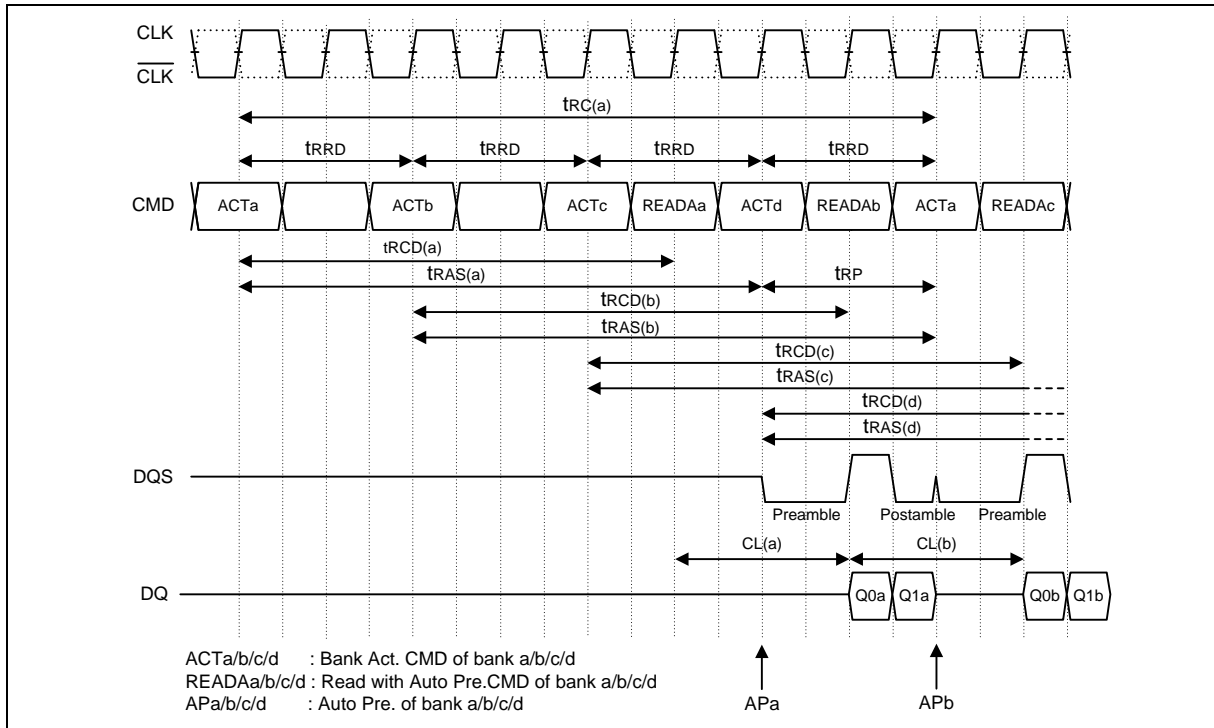 CLK
CLK
tRC(a)
tRRD tRRD tRRD tRRD
CMD ACTa ACTb ACTc READAa ACTd READAb ACTa READAc
tRCD(a)
tRAS(a) tRP
tRCD(b)
tRAS(b)
tRCD(c)
tRAS(c)
tRCD(d)
tRAS(d)
DQS
Preamble Postamble Preamble
CL(a) CL(b)
DQ Q0a Q1a Q0b Q1b
ACTa/b/c/d : Bank Act. CMD of bank a/b/c/d
READAa/b/c/d : Read with Auto Pre.CMD of bank a/b/c/d
APa/b/c/d : Auto Pre. of bank a/b/c/d
APa APb